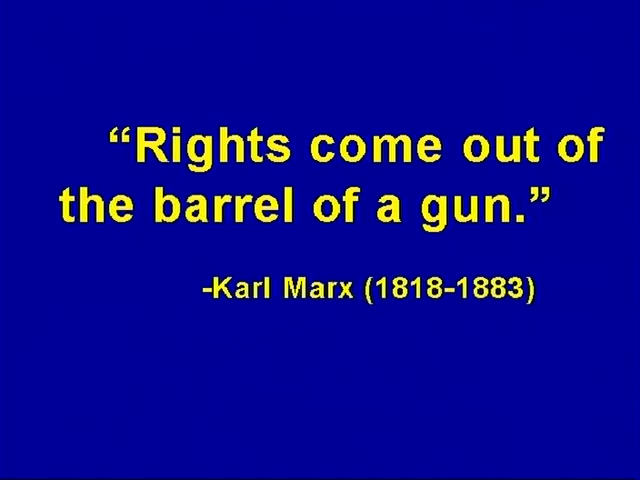 “Rights come out of
the barrel of a gun.”
-Karl Marx (1818-1883)